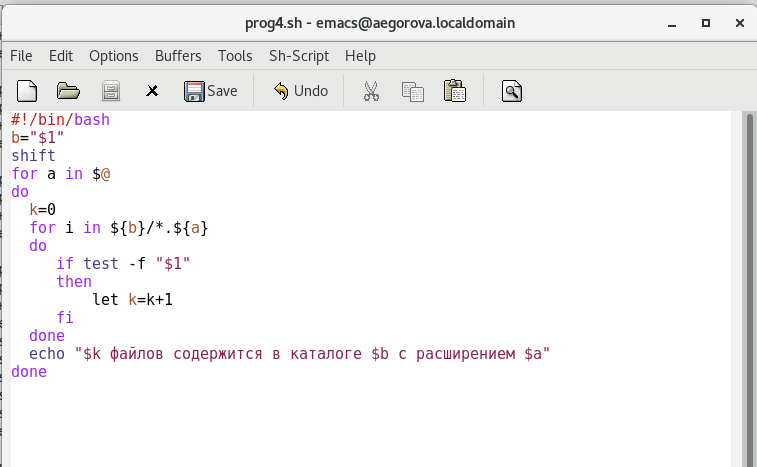 prog4.sh - emacs@aegorova.localdomain
File Edit Options Buffers Tools Sh-Script Help
Save Undo
#!/bin/bash
b="$1"
shift
for a in $@
do
  k=0
  for i in ${b}/*.${a}
  do
     if test -f "$1"
     then
         let k=k+1
     fi
  done
  echo "$k файлов содержится в каталоге $b с расширением $a"
done